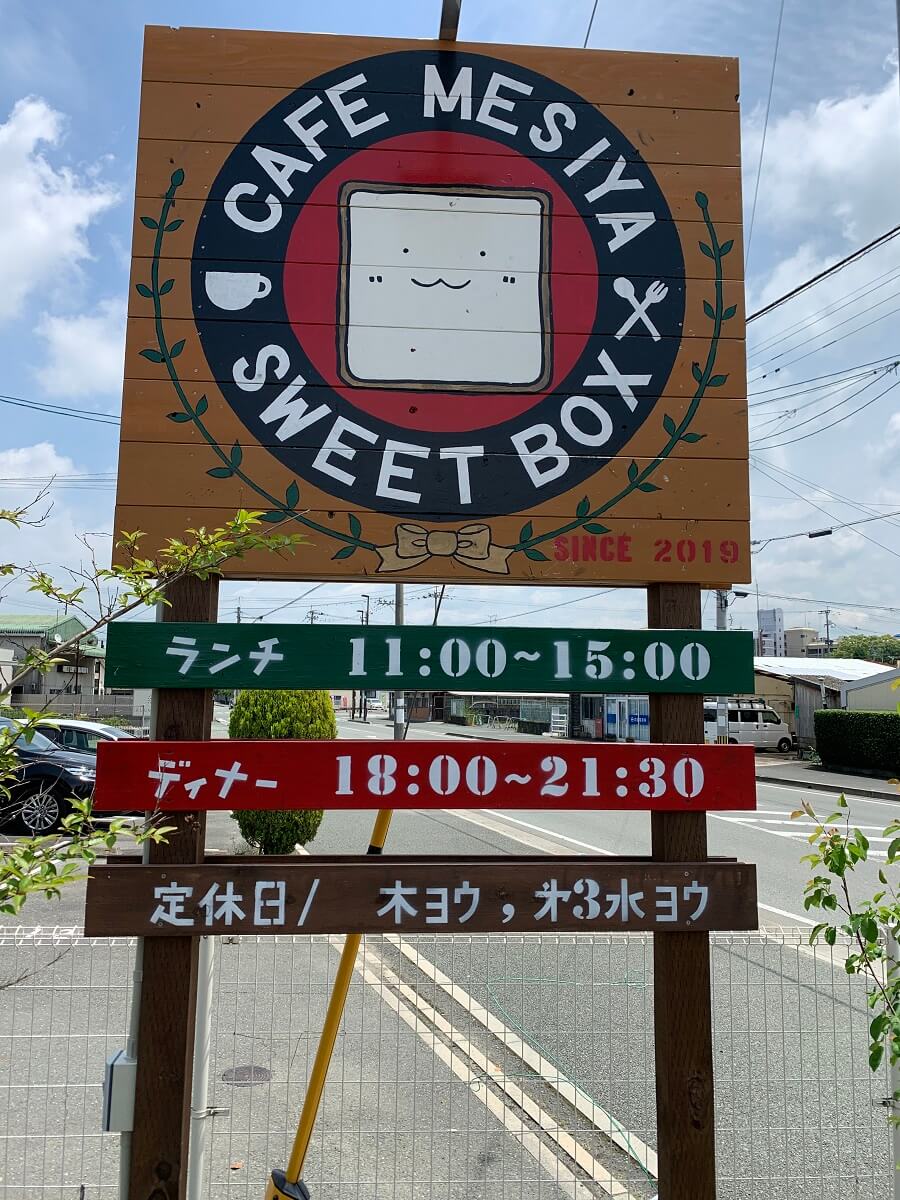 CAFE MESIYA
SWEET BOX
SINCE 2019
ランチ 11:00~15:00
ディナー 18:00~21:30
定休日/ 木ヨウ, 㐧3水ヨウ